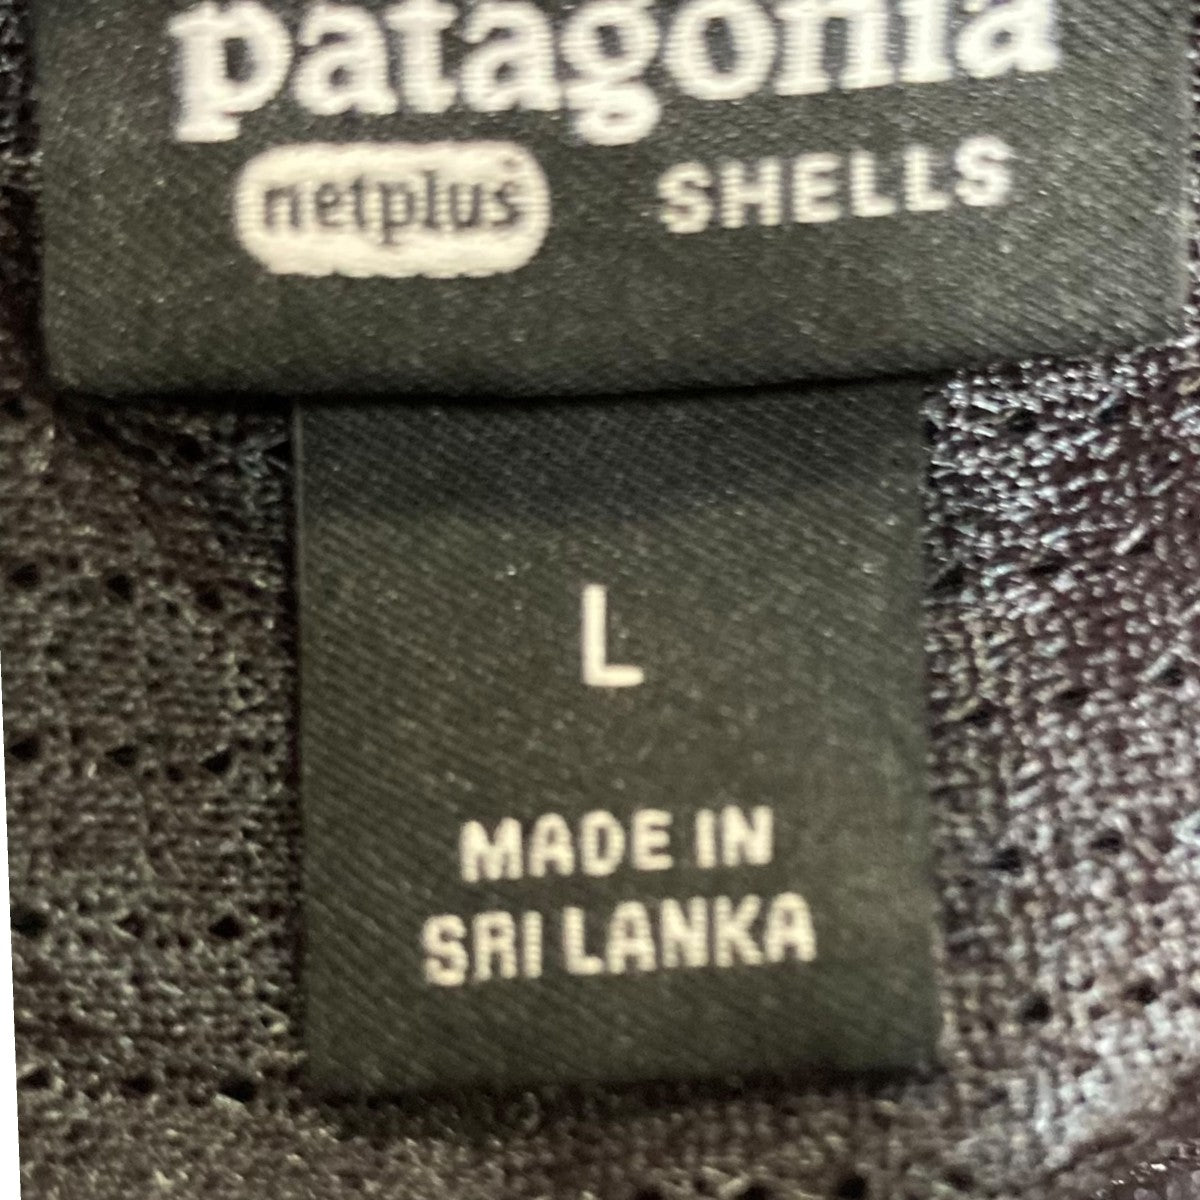 patagonia
netplus SHELLS
L
MADE IN
SRI LANKA